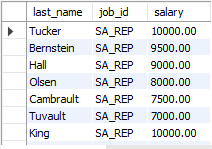 last_name job_id salary
Tucker SA_REP 10000.00
Bernstein SA_REP 9500.00
Hall SA_REP 9000.00
Olsen SA_REP 8000.00
Cambrault SA_REP 7500.00
Tuvault SA_REP 7000.00
King SA_REP 10000.00